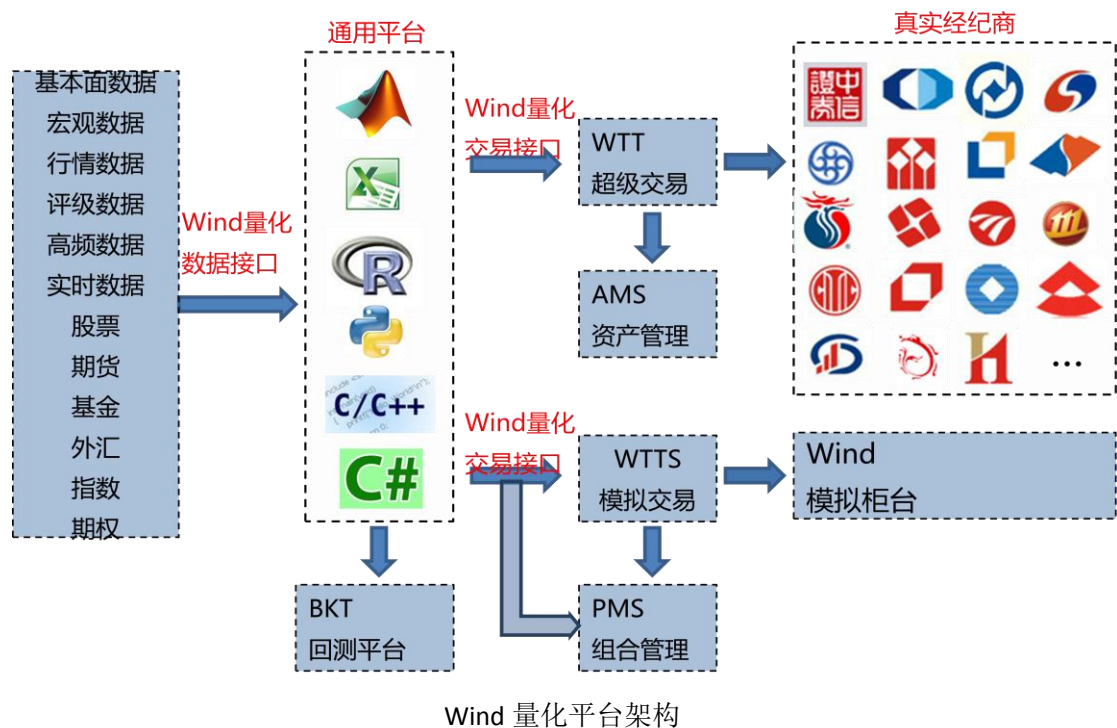 通用平台
真实经纪商
基本面数据
宏观数据
行情数据
评级数据
高频数据
实时数据
股票
期货
基金
外汇
指数
期权
Wind量化
数据接口
X
R
C/C++
C#
Wind量化
交易接口
WTT
超级交易
AMS
资产管理
證中
券信
CITIC
...
Wind量化
交易接口
WTTS
模拟交易
Wind
模拟柜台
BKT
回测平台
PMS
组合管理
Wind 量化平台架构